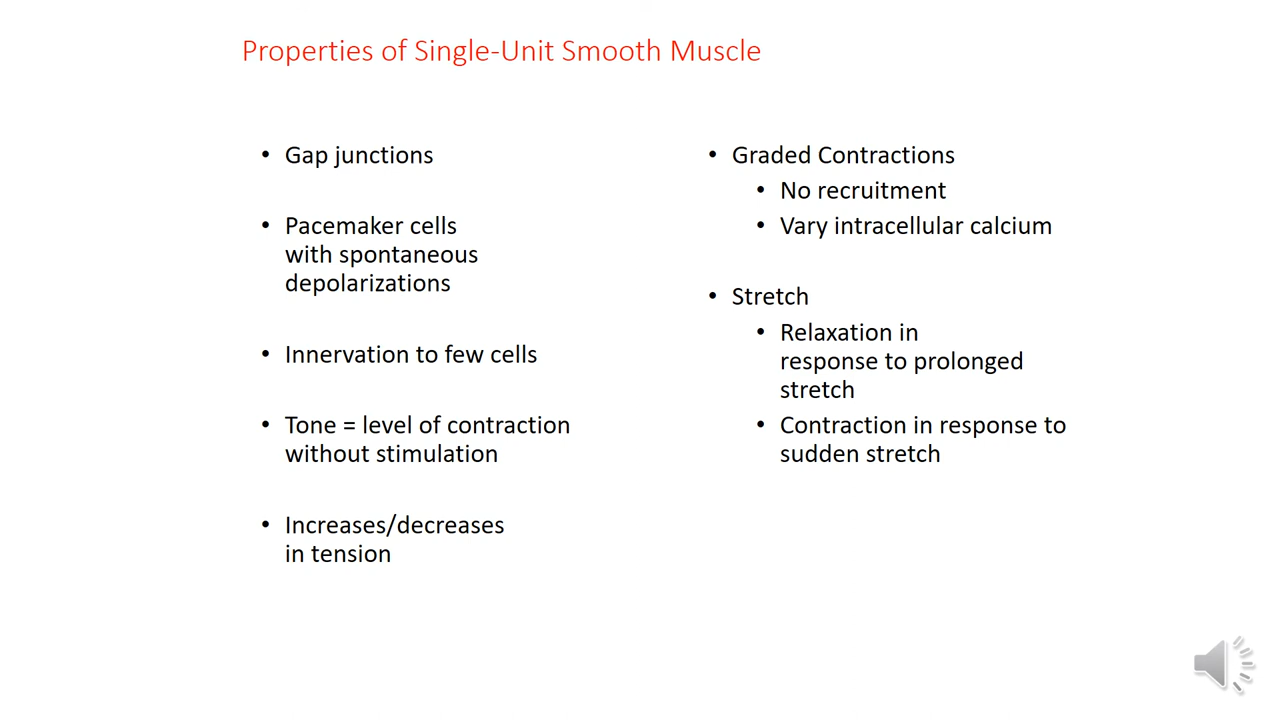 Properties of Single-Unit Smooth Muscle
• Gap junctions
• Pacemaker cells
with spontaneous
depolarizations
• Innervation to few cells
• Tone = level of contraction
without stimulation
• Increases/decreases
in tension
• Graded Contractions
• No recruitment
• Vary intracellular calcium
• Stretch
• Relaxation in
response to prolonged
stretch
• Contraction in response to
sudden stretch